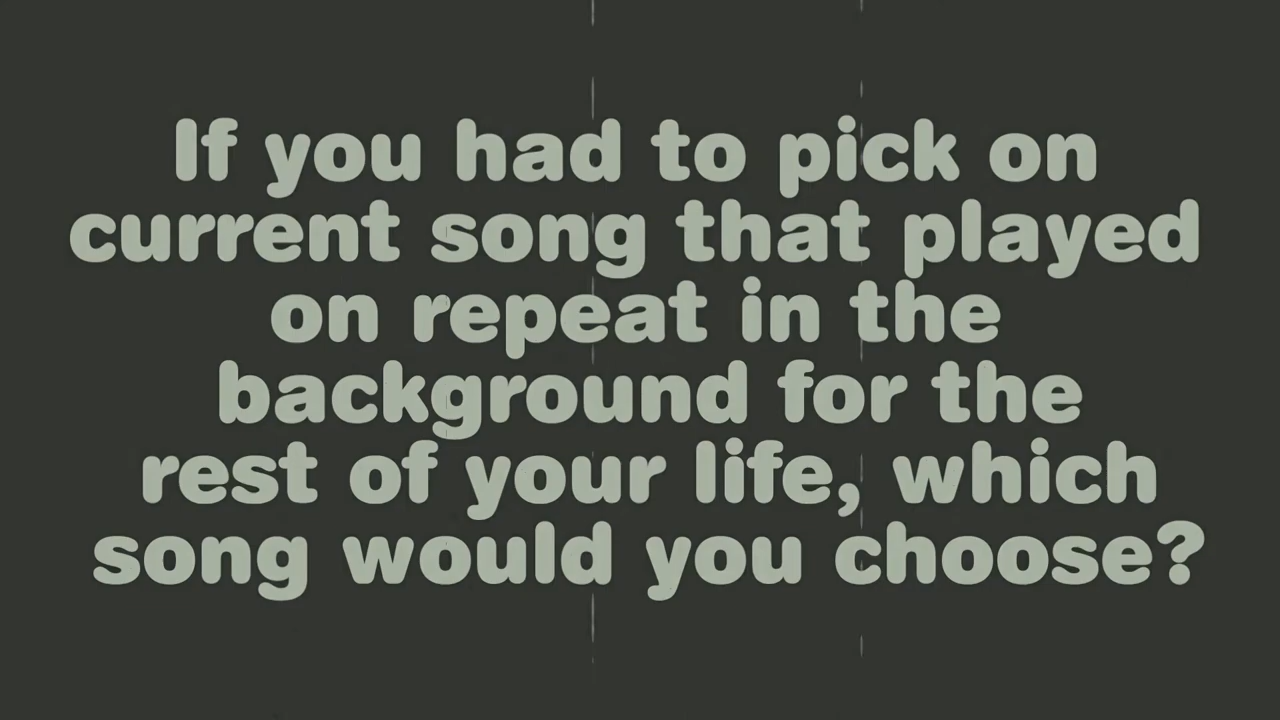 If you had to pick on
current song that played
on repeat in the
background for the
rest of your life, which
song would you choose?